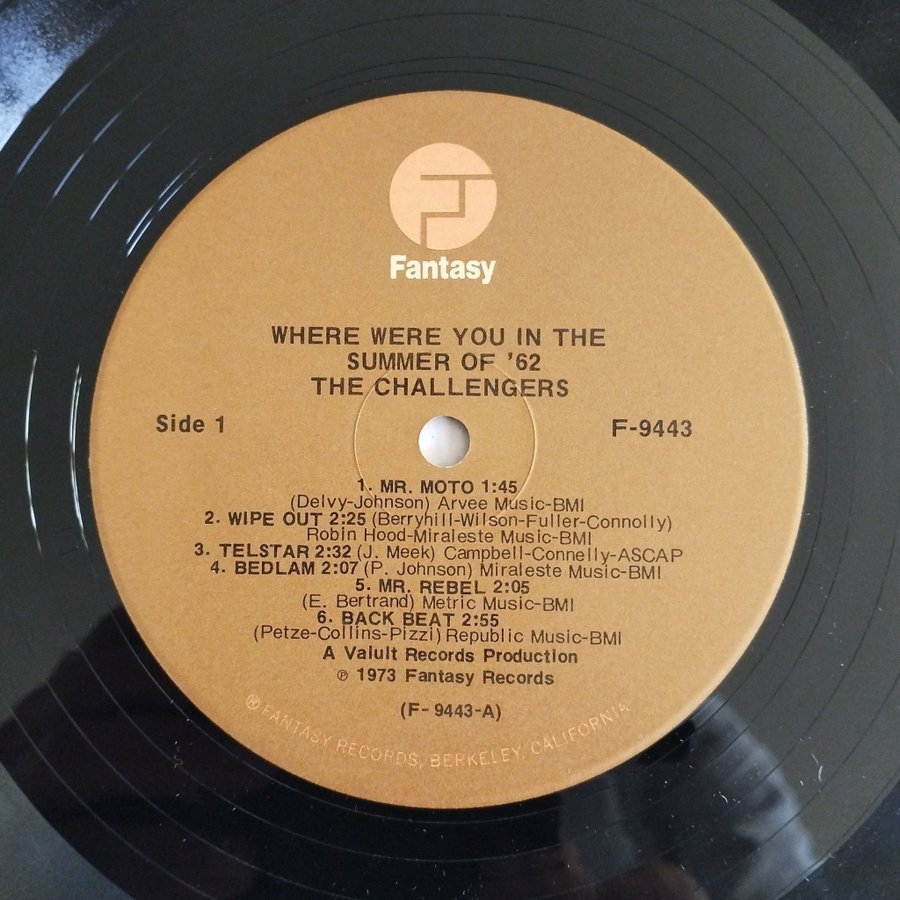 Fantasy
WHERE WERE YOU IN THE
SUMMER OF '62
THE CHALLENGERS
Side 1
F-9443
1. MR. MOTO 1:45
(Delvy-Johnson) Arvee Music-BMI
2. WIPE OUT 2:25 (Berryhill-Wilson-Fuller-Connolly)
Robin Hood-Miraleste Music-BMI
3. TELSTAR 2:32 (J. Meek) Campbell-Connelly-ASCAP
4. BEDLAM 2:07 (P. Johnson) Miraleste Music-BMI
5. MR. REBEL 2:05
(E. Bertrand) Metric Music-BMI
6. BACK BEAT 2:55
(Petze-Collins-Pizzi) Republic Music-BMI
A Valult Records Production
℗ 1973 Fantasy Records
(F-9443-A)
® FANTASY RECORDS, BERKELEY, CALIFORNIA